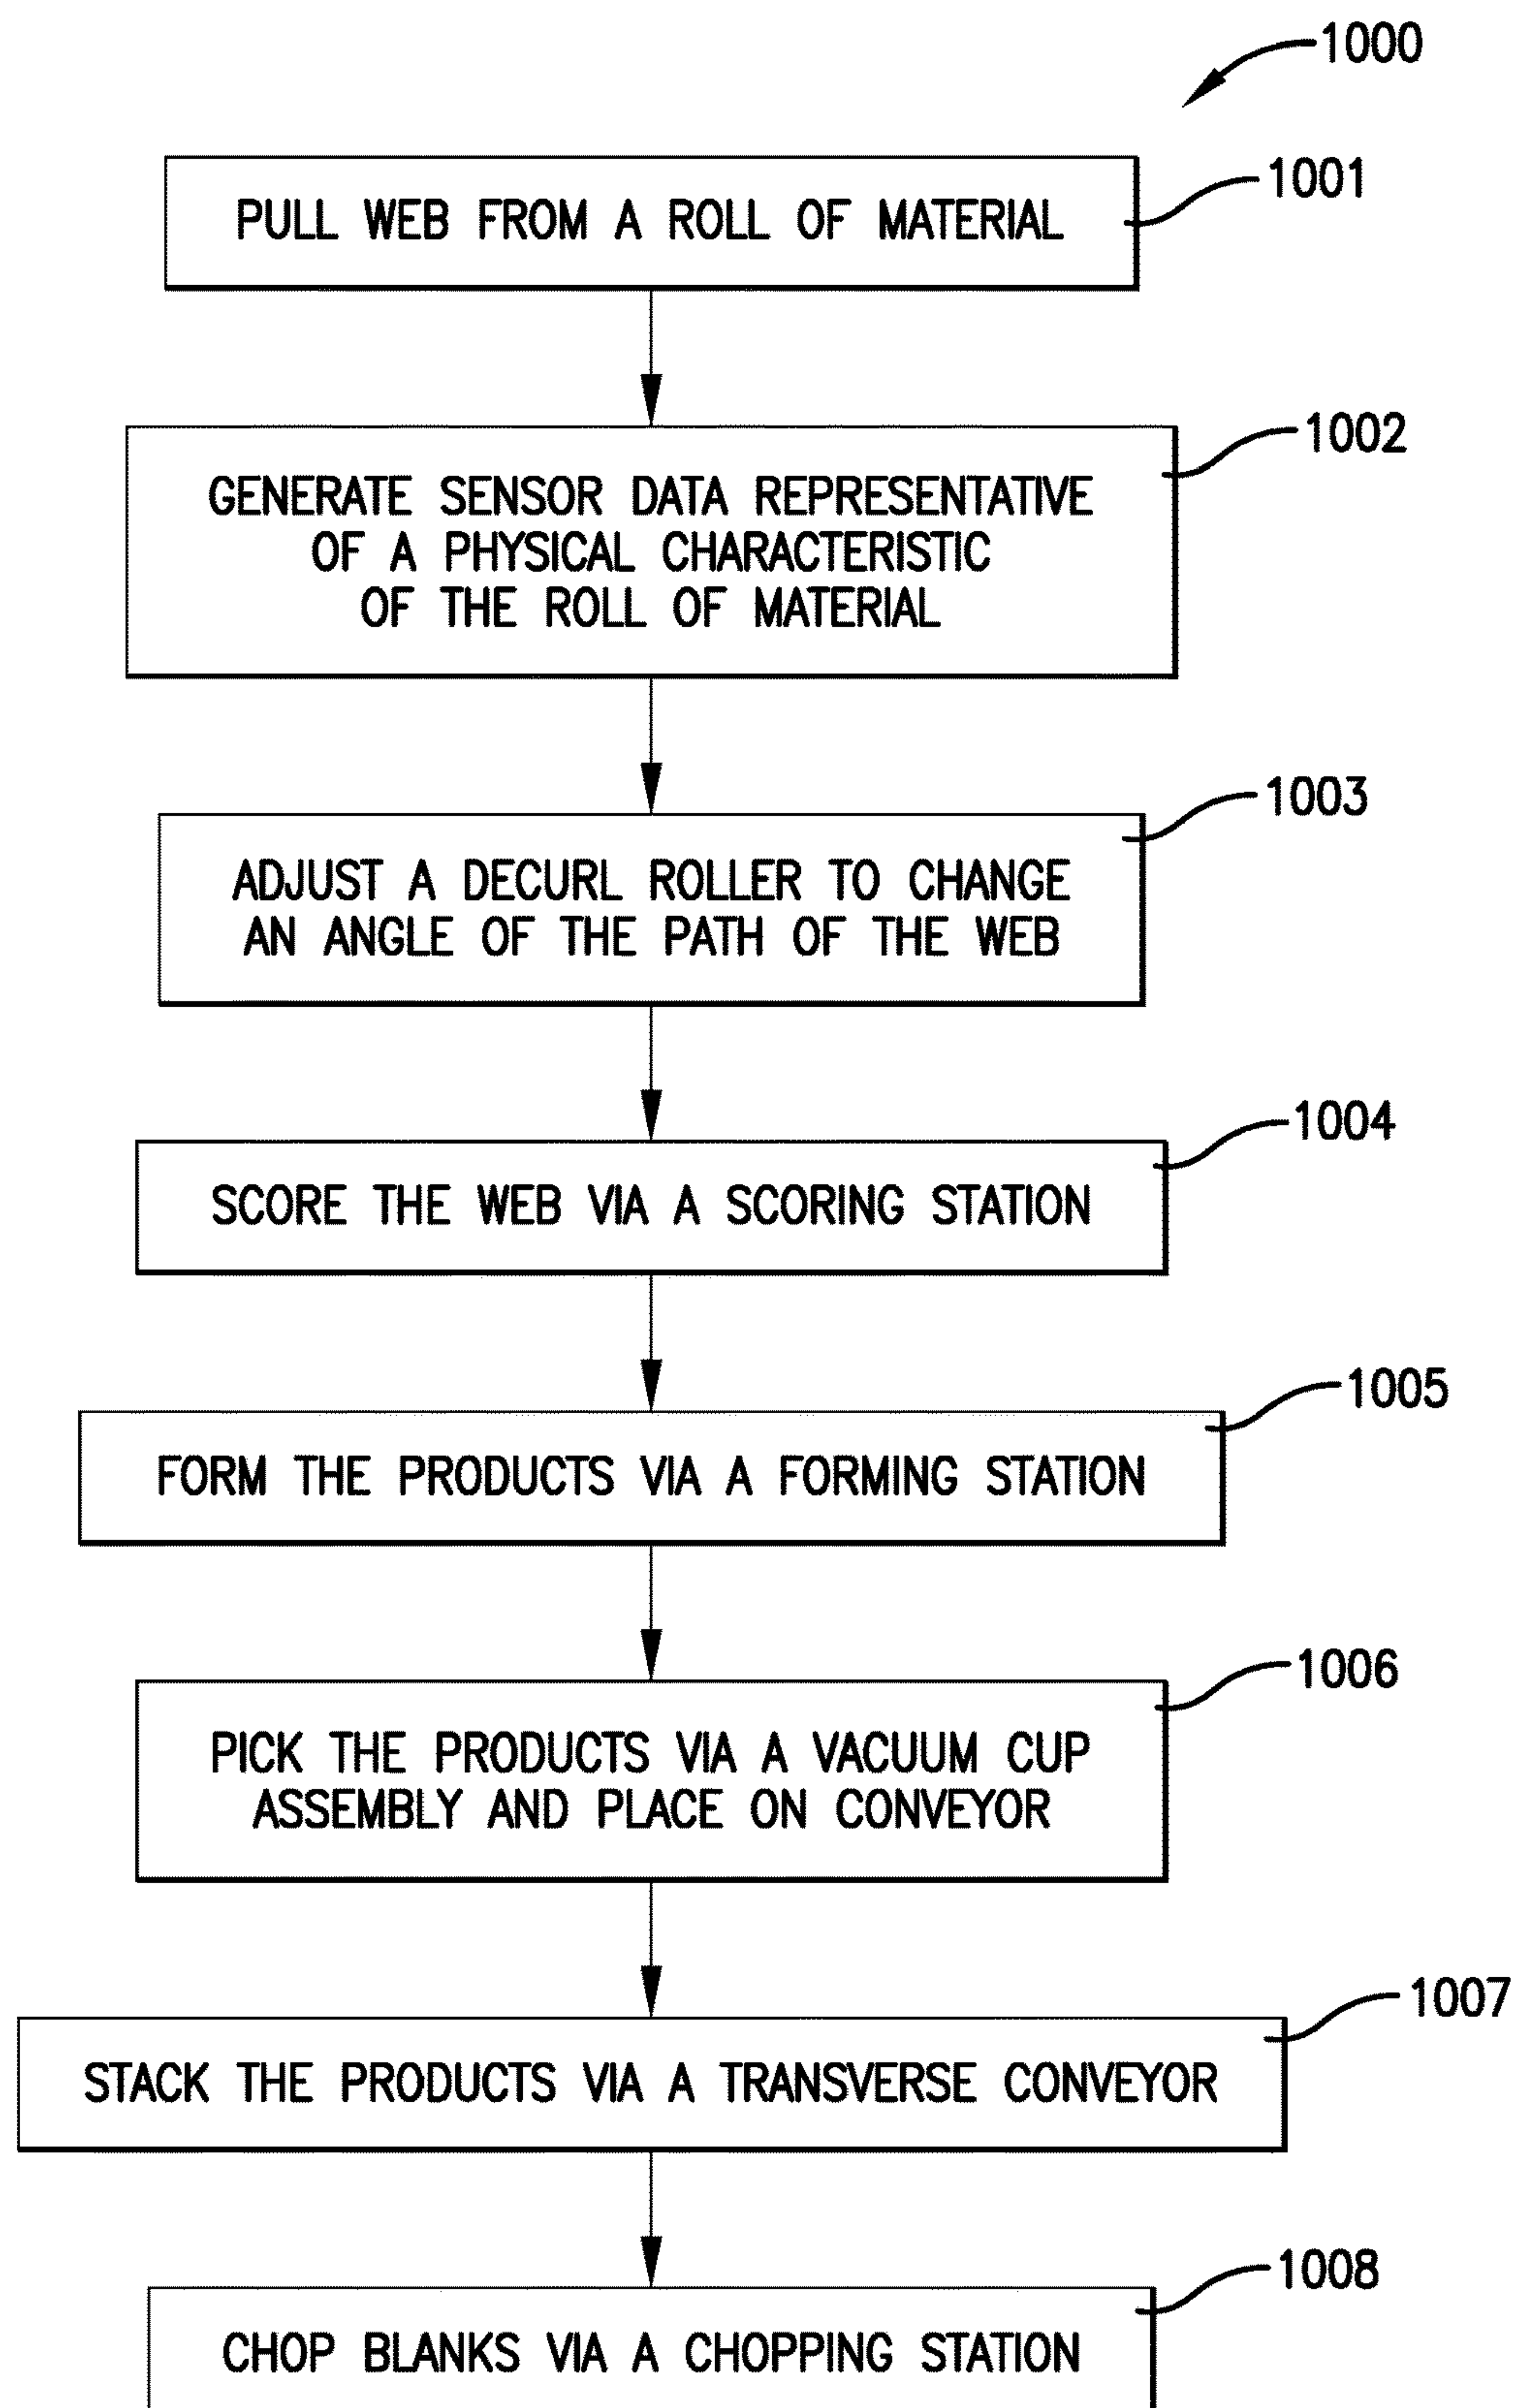 1000
PULL WEB FROM A ROLL OF MATERIAL
1001
GENERATE SENSOR DATA REPRESENTATIVE
OF A PHYSICAL CHARACTERISTIC
OF THE ROLL OF MATERIAL
1002
ADJUST A DECURL ROLLER TO CHANGE
AN ANGLE OF THE PATH OF THE WEB
1003
SCORE THE WEB VIA A SCORING STATION
1004
FORM THE PRODUCTS VIA A FORMING STATION
1005
PICK THE PRODUCTS VIA A VACUUM CUP
ASSEMBLY AND PLACE ON CONVEYOR
1006
STACK THE PRODUCTS VIA A TRANSVERSE CONVEYOR
1007
CHOP BLANKS VIA A CHOPPING STATION
1008